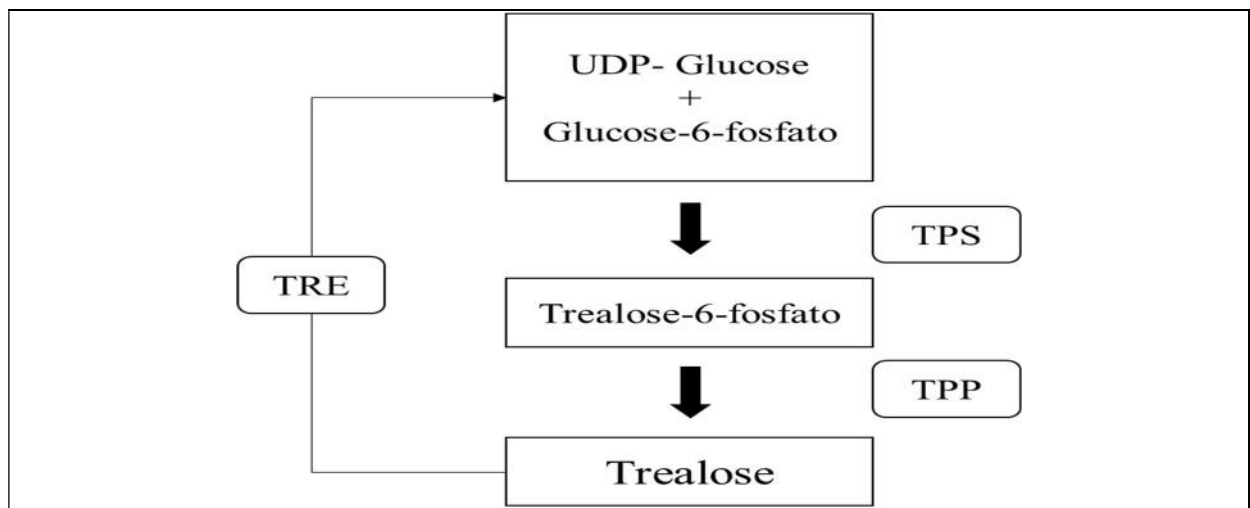 UDP- Glucose
+
Glucose-6-fosfato
TPS
TRE
Trealose-6-fosfato
TPP
Trealose